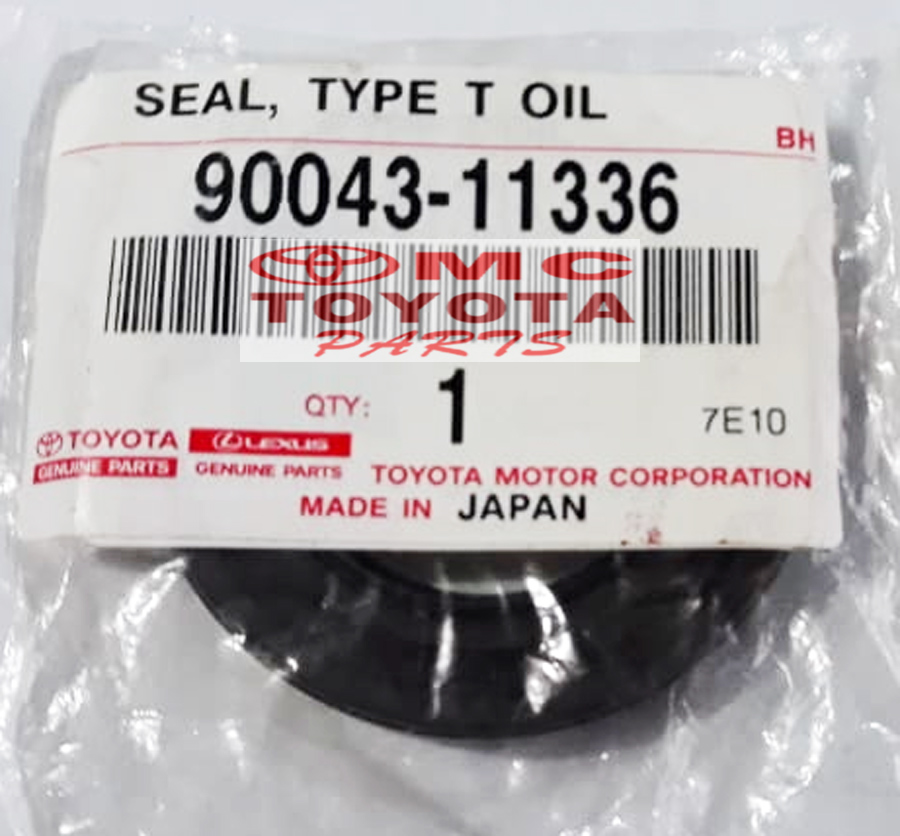 SEAL, TYPE T OIL
BH
90043-11336
OMC
TOYOTA
PARTS
QTY: 1
7E10
TOYOTA LEXUS
GENUINE PARTS GENUINE PARTS TOYOTA MOTOR CORPORATION
MADE IN JAPAN